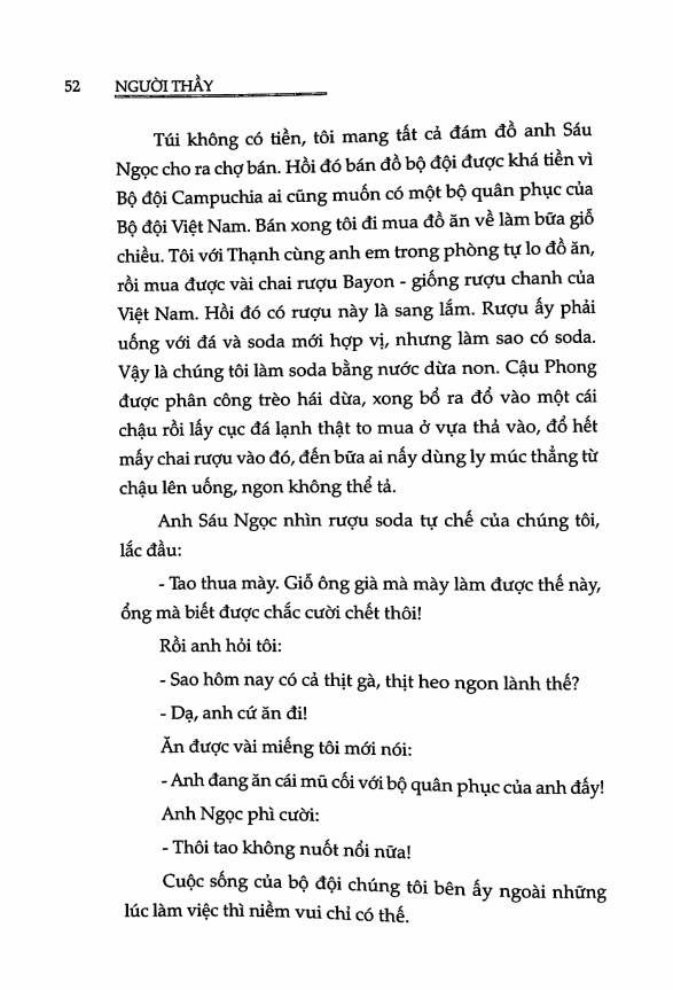 52 NGƯỜI THẦY
Túi không có tiền, tôi mang tất cả đám đồ anh Sáu
Ngọc cho ra chợ bán. Hồi đó bán đồ bộ đội được khá tiền vì
Bộ đội Campuchia ai cũng muốn có một bộ quân phục của
Bộ đội Việt Nam. Bán xong tôi đi mua đồ ăn về làm bữa giỗ
chiều. Tôi với Thạnh cùng anh em trong phòng tự lo đồ ăn,
rồi mua được vài chai rượu Bayon - giống rượu chanh của
Việt Nam. Hồi đó có rượu này là sang lắm. Rượu ấy phải
uống với đá và soda mới hợp vị, nhưng làm sao có soda.
Vậy là chúng tôi làm soda bằng nước dừa non. Cậu Phong
được phân công trèo hái dừa, xong bổ ra đổ vào một cái
chậu rồi lấy cục đá lạnh thật to mua ở vựa thả vào, đổ hết
mấy chai rượu vào đó, đến bữa ai nấy dùng ly múc thẳng từ
chậu lên uống, ngon không thể tả.
Anh Sáu Ngọc nhìn rượu soda tự chế của chúng tôi,
lắc đầu:
- Tao thua mày. Giỗ ông già mà mày làm được thế này,
ổng mà biết được chắc cười chết thôi!
Rồi anh hỏi tôi:
- Sao hôm nay có cả thịt gà, thịt heo ngon lành thế?
- Dạ, anh cứ ăn đi!
Ăn được vài miếng tôi mới nói:
- Anh đang ăn cái mũ cối với bộ quân phục của anh đấy!
Anh Ngọc phì cười:
- Thôi tao không nuốt nổi nữa!
Cuộc sống của bộ đội chúng tôi bên ấy ngoài những
lúc làm việc thì niềm vui chỉ có thế.